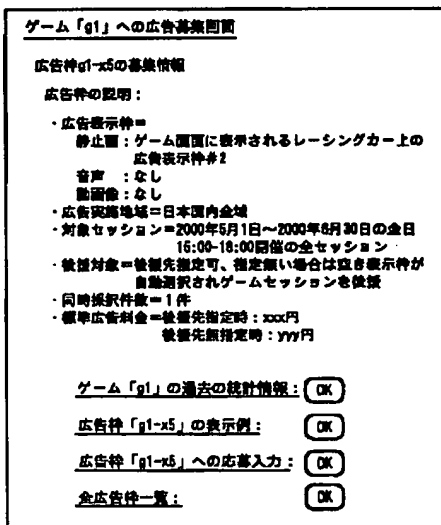 ゲーム「g1」への広告募集画面
広告枠g1-x5の募集情報
広告枠の説明：
・広告表示枠＝
静止画：ゲーム画面に表示されるレーシングカー上の
広告表示枠＃2
音声　：なし
動画像：なし
・広告実施地域＝日本国内全域
・対象セッション＝2000年5月1日～2000年6月30日の全日
15:00-18:00開催の全セッション
・後援対象＝後援先指定可、指定無い場合は空き表示枠が
自動選択されゲームセッションを後援
・同時採択件数＝1件
・標準広告料金＝後援先指定時：xxx円
後援先無指定時：yyy円
ゲーム「g1」の過去の統計情報： OK
広告枠「g1-x5」の表示例： OK
広告枠「g1-x5」への応募入力： OK
全広告枠一覧： OK